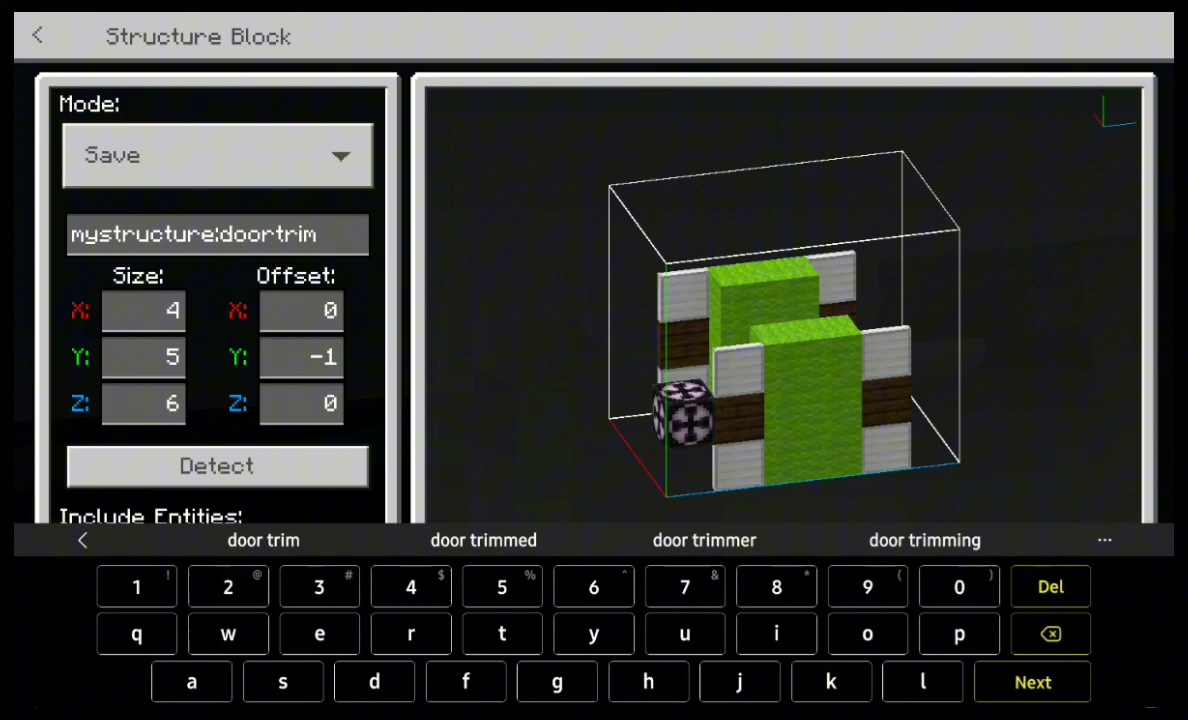 Structure Block
Mode:
Save
mystructure:doortrim
Size: Offset:
X: 4 X: 0
Y: 5 Y: -1
Z: 6 Z: 0
Detect
Include Entities:
door trim door trimmed door trimmer door trimming ...
1 ! 2 @ 3 # 4 $ 5 % 6 ^ 7 & 8 * 9 ( 0 ) Del
q w e r t y u i o p
a s d f g h j k l Next